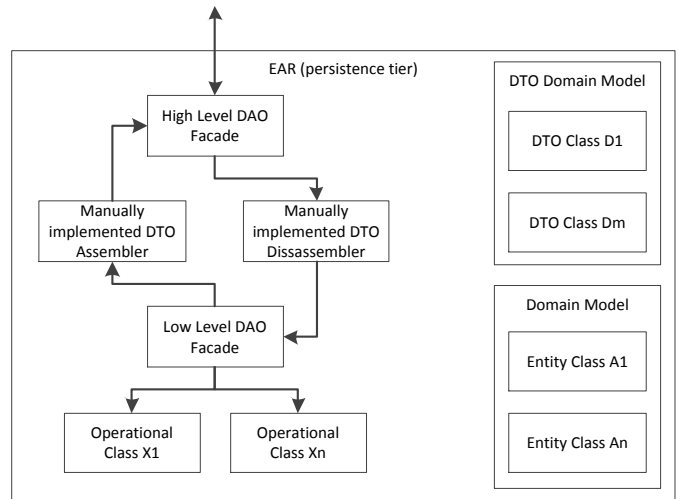 EAR (persistence tier)
High Level DAO
Facade
Manually
implemented DTO
Assembler
Manually
implemented DTO
Dissassembler
Low Level DAO
Facade
Operational
Class X1
Operational
Class Xn
DTO Domain Model
DTO Class D1
DTO Class Dm
Domain Model
Entity Class A1
Entity Class An